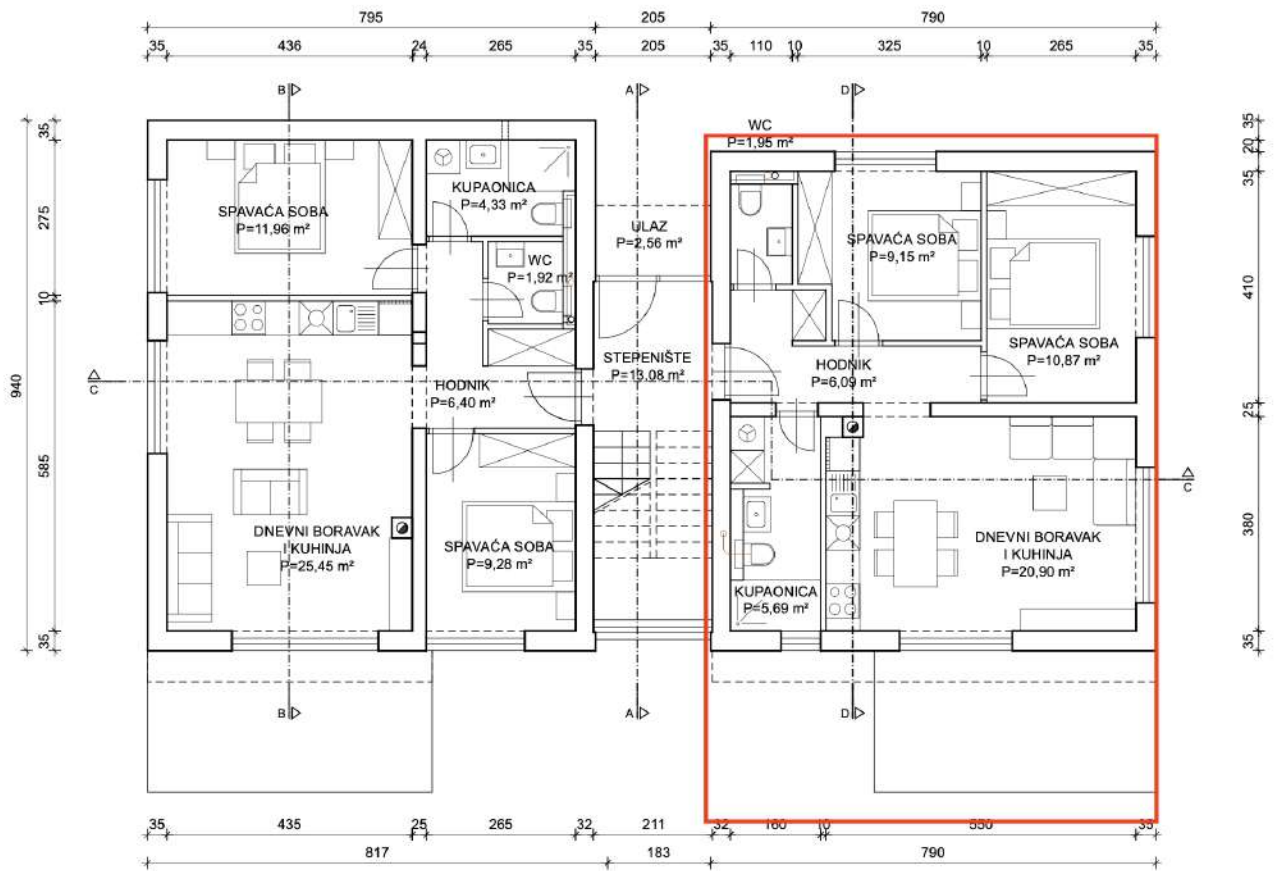 795
205
790
35
436
24
265
35
205
35
110
10
325
10
265
35
B
A
D
35
275
10
585
35
940
35
20
35
410
25
380
35
WC
P=1,95 m²
KUPAONICA
P=4,33 m²
SPAVAĆA SOBA
P=11,96 m²
ULAZ
P=2,56 m²
SPAVAĆA SOBA
P=9,15 m²
WC
P=1,92 m²
SPAVAĆA SOBA
P=10,87 m²
STEPENIŠTE
P=13,08 m²
HODNIK
P=6,09 m²
HODNIK
P=6,40 m²
C
C
DNEVNI BORAVAK
I KUHINJA
P=25,45 m²
SPAVAĆA SOBA
P=9,28 m²
DNEVNI BORAVAK
I KUHINJA
P=20,90 m²
KUPAONICA
P=5,69 m²
B
A
D
35
435
25
265
32
211
32
160
10
550
35
817
183
790